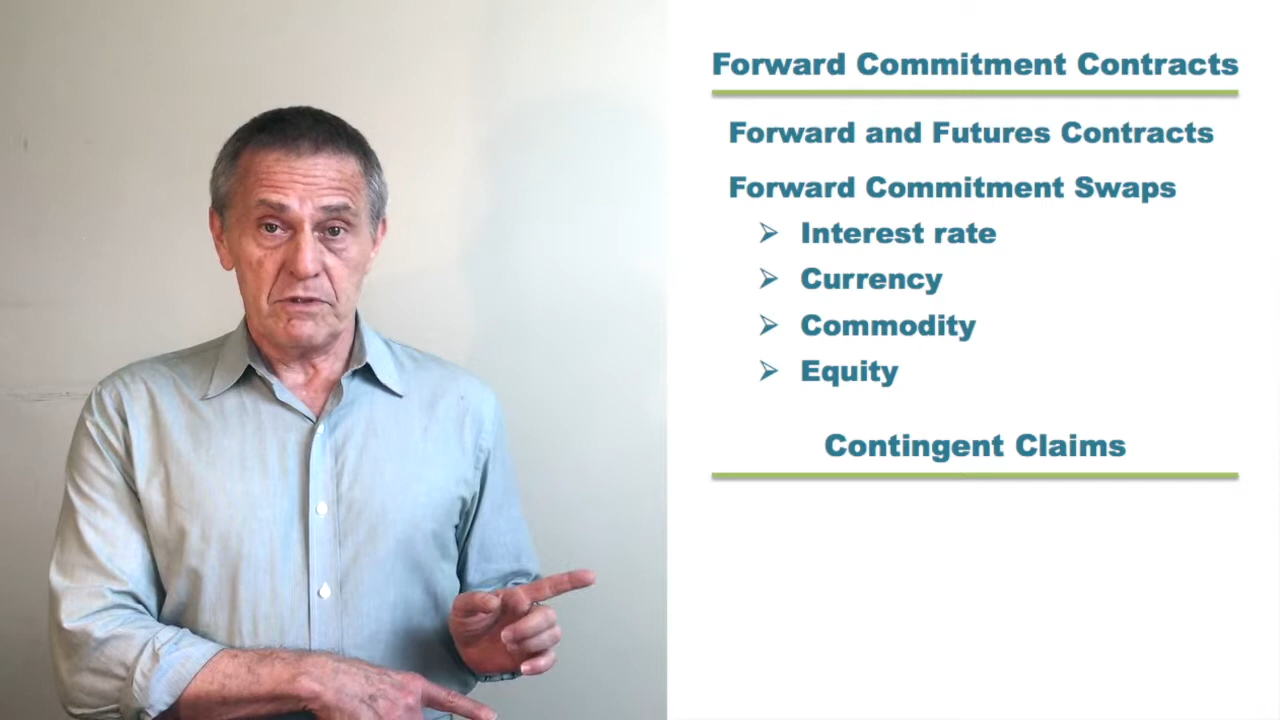 Forward Commitment Contracts
Forward and Futures Contracts
Forward Commitment Swaps
Interest rate
Currency
Commodity
Equity
Contingent Claims